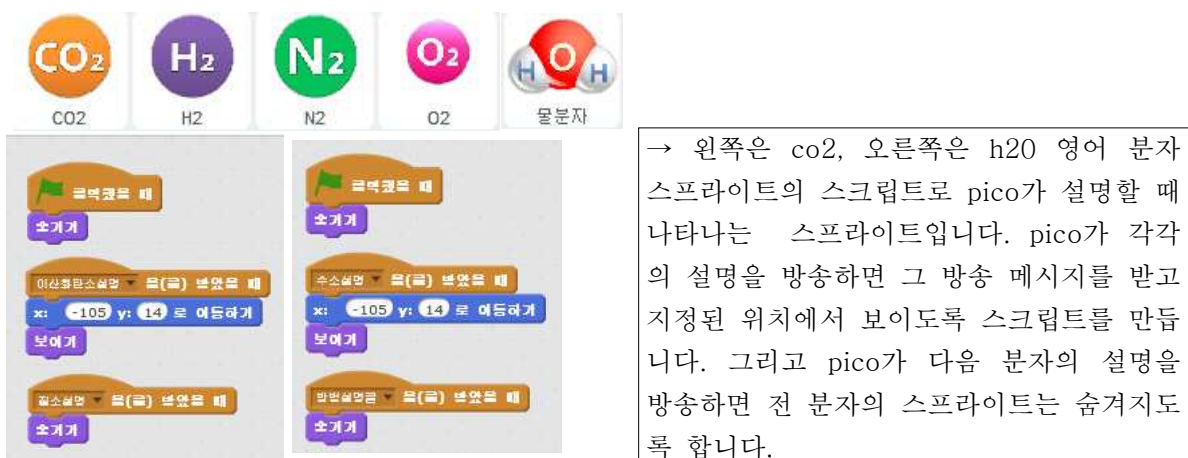 CO2 H2 N2 O2 H O H
CO2 H2 N2 O2 물분자
클릭했을 때
숨기기
이산화탄소설명 을(를) 받았을 때
x: -105 y: 14 로 이동하기
보이기
질소설명 을(를) 받았을 때
숨기기
클릭했을 때
숨기기
수소설명 을(를) 받았을 때
x: -105 y: 14 로 이동하기
보이기
을(를) 받았을 때
숨기기
→ 왼쪽은 co2, 오른쪽은 h20 영어 분자
스프라이트의 스크립트로 pico가 설명할 때
나타나는 스프라이트입니다. pico가 각각
의 설명을 방송하면 그 방송 메시지를 받고
지정된 위치에서 보이도록 스크립트를 만듭
니다. 그리고 pico가 다음 분자의 설명을
방송하면 전 분자의 스프라이트는 숨겨지도
록 합니다.